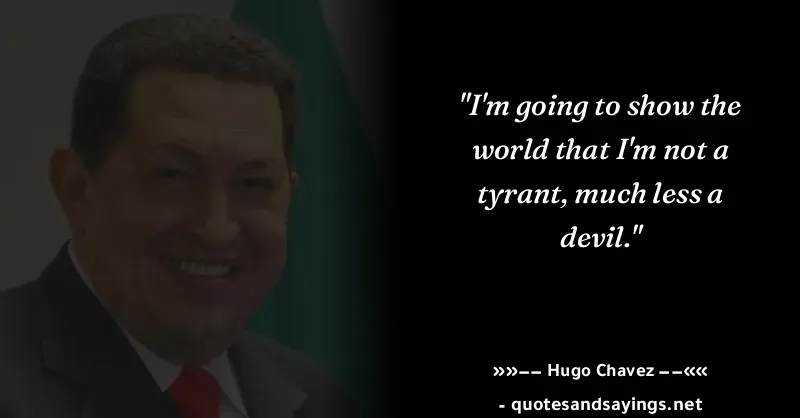 "I'm going to show the
world that I'm not a
tyrant, much less a
devil."
»»–– Hugo Chavez ––««
- quotesandsayings.net